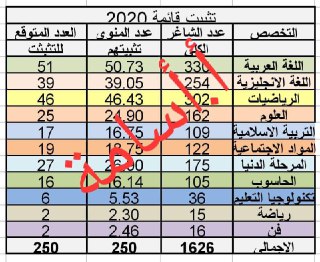 تثبيت قائمة 2020
التخصص عدد الشاغر الكلي عدد المنوى تثبيتهم العدد المتوقع للتثبيت
اللغة العربية 330 50.73 51
اللغة الانجليزية 254 39.05 39
الرياضيات 302 46.43 46
العلوم 162 24.90 25
التربية الاسلامية 109 16.75 17
المواد الاجتماعية 122 18.75 19
المرحلة الدنيا 175 26.90 27
الحاسوب 105 16.14 16
تكنولوجيا التعليم 36 5.53 6
رياضة 15 2.30 2
فن 16 2.46 2
الاجمالي 1626 250 250